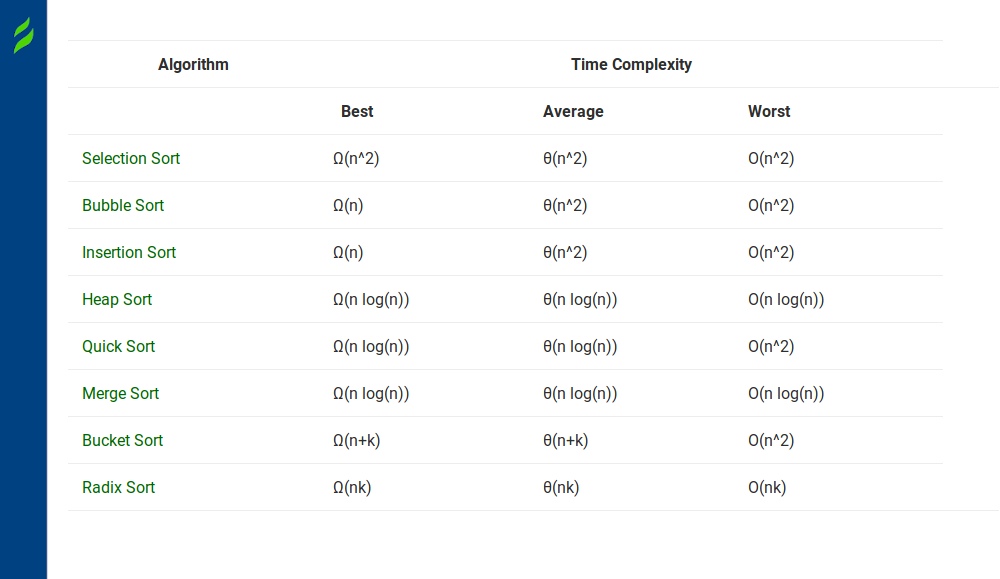 Algorithm Time Complexity
Best Average Worst
Selection Sort Ω(n^2) θ(n^2) O(n^2)
Bubble Sort Ω(n) θ(n^2) O(n^2)
Insertion Sort Ω(n) θ(n^2) O(n^2)
Heap Sort Ω(n log(n)) θ(n log(n)) O(n log(n))
Quick Sort Ω(n log(n)) θ(n log(n)) O(n^2)
Merge Sort Ω(n log(n)) θ(n log(n)) O(n log(n))
Bucket Sort Ω(n+k) θ(n+k) O(n^2)
Radix Sort Ω(nk) θ(nk) O(nk)